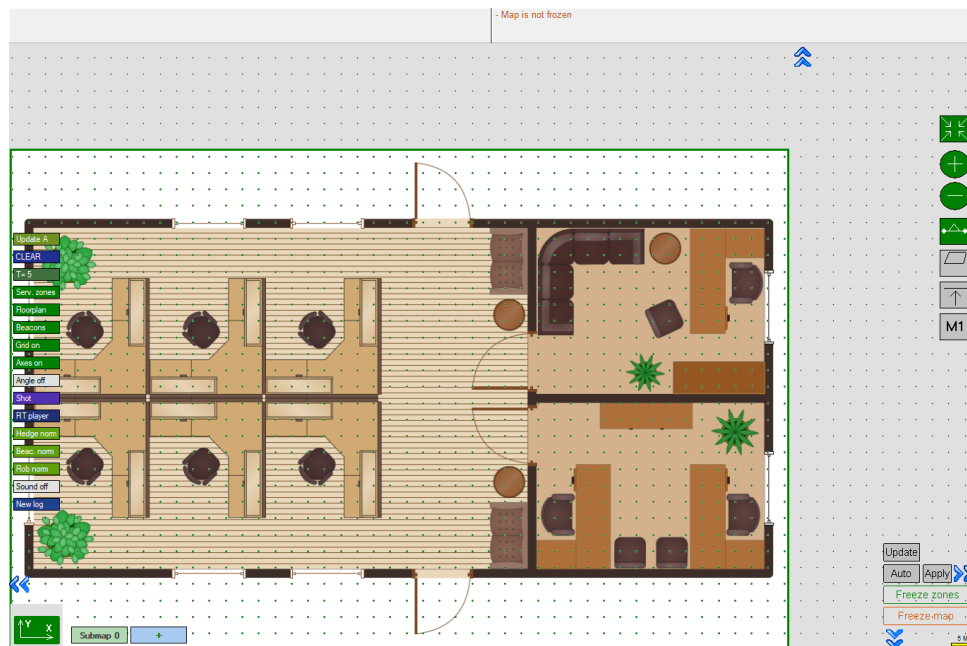 - Map is not frozen
Update A
CLEAR
T= 5
Serv. zones
Floorplan
Beacons
Grid on
Axes on
Angle off
Shot
RT player
Hedge norm
Beac. norm
Rob norm
Sound off
New log
M1
Update
Auto Apply
Freeze zones
Freeze map
Y X
Submap 0 +
5 M